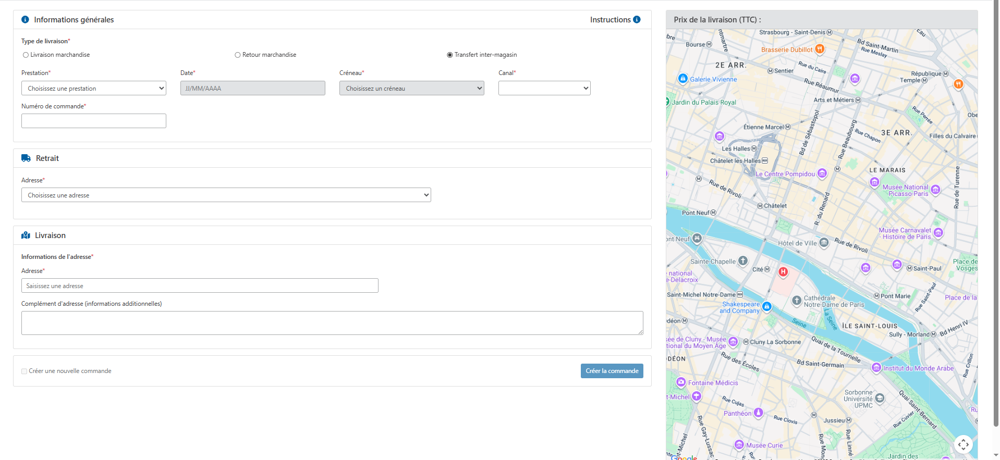 Informations générales
Instructions
Type de livraison*
Livraison marchandise
Retour marchandise
Transfert inter-magasin
Prestation*
Date*
Créneau*
Canal*
Choisissez une prestation
JJ/MM/AAAA
Choisissez un créneau
Numéro de commande*
Retrait
Adresse*
Choisissez une adresse
Livraison
Informations de l'adresse*
Adresse*
Saisissez une adresse
Complément d'adresse (informations additionnelles)
Créer une nouvelle commande
Créer la commande
Prix de la livraison (TTC) :
Strasbourg - Saint-Denis
Bourse
Bd Saint-Martin
Rue Meslay
Brasserie Dubillot
2E ARR.
Sentier
Rue du Caire
République
Temple
Galerie Vivienne
Rue Réaumur
Arts et Métiers
Jardin du Palais Royal
Rue Perrée
Étienne Marcel
Bd de Sébastopol
Rue Beaubourg
Rue Chapon
3E ARR.
Filles du Calvaire
Les Halles
Châtelet les Halles
Le Centre Pompidou
LE MARAIS
Rue de Turenne
Rue de Rivoli
Musée National
Picasso-Paris
R. du Renard
Châtelet
Pont Neuf
Musée Carnavalet
- Histoire de Paris
ont Neuf
Hôtel de Ville
Rue de Rivoli
Sainte-Chapelle
Cité
H
Saint-Paul
Place des
Vosges
national
e-Delacroix
Saint-Michel Notre-Dame
Cathédrale
Notre-Dame de Paris
Pont Marie
Rue Saint-Paul
Place de la
Shakespeare
and Company
La Seine
Seine
Odéon
ÎLE SAINT-LOUIS
Sully - Morland
Bd Henri IV
sée de Cluny - Musée
tional du Moyen Âge
Cluny La Sorbonne
Quai de la Tournelle
ODÉON
Rue des Écoles
Bd Saint-Germain
Institut du Monde Arabe
Rue Crillon
Fontaine Médicis
t-Michel
Sorbonne
Université
UPMC
Quai Saint-Bernard
Rue Cujas
Panthéon
Rue Clovis
Jussieu
Rue Cuvier
Rue Gay-Lussac
Rue Linné
Musée Curie
Jardin des
Google